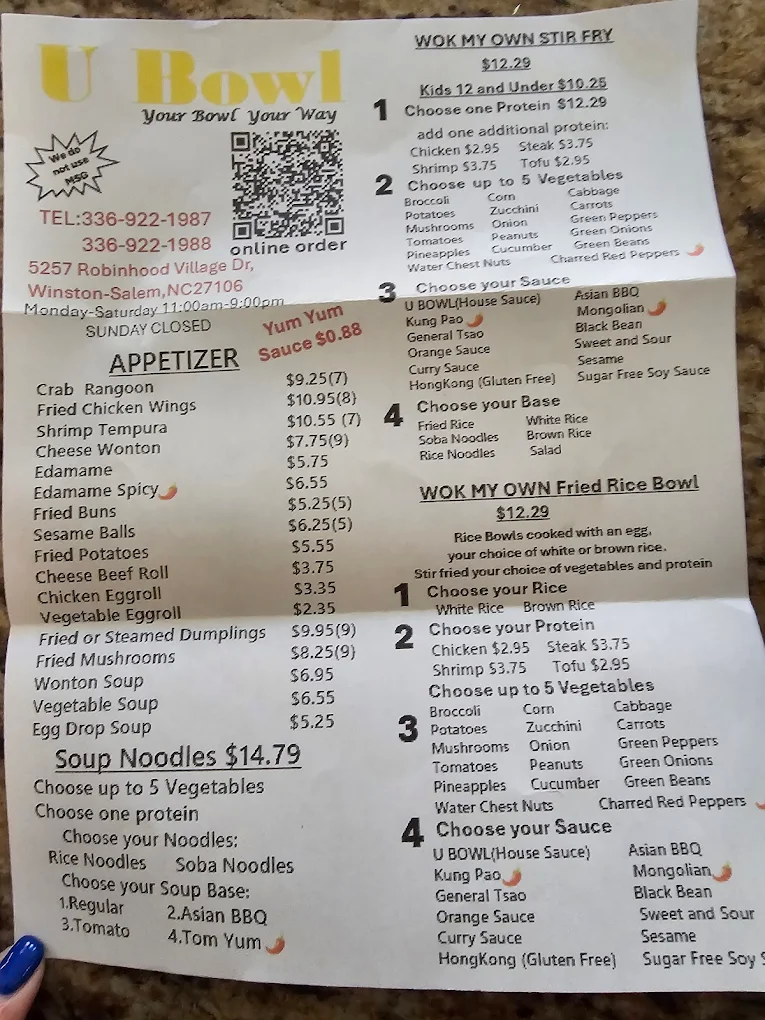 U Bowl
Your Bowl Your Way
We do
not use
MSG
TEL:336-922-1987
336-922-1988
online order
5257 Robinhood Village Dr,
Winston-Salem,NC27106
Monday-Saturday 11:00am-9:00pm
SUNDAY CLOSED
Yum Yum
Sauce $0.88
APPETIZER
Crab Rangoon $9.25(7)
Fried Chicken Wings $10.95(8)
Shrimp Tempura $10.55 (7)
Cheese Wonton $7.75(9)
Edamame $5.75
Edamame Spicy $6.55
Fried Buns $5.25(5)
Sesame Balls $6.25(5)
Fried Potatoes $5.55
Cheese Beef Roll $3.75
Chicken Eggroll $3.35
Vegetable Eggroll $2.35
Fried or Steamed Dumplings $9.95(9)
Fried Mushrooms $8.25(9)
Wonton Soup $6.95
Vegetable Soup $6.55
Egg Drop Soup $5.25
Soup Noodles $14.79
Choose up to 5 Vegetables
Choose one protein
Choose your Noodles:
Rice Noodles Soba Noodles
Choose your Soup Base:
1.Regular 2.Asian BBQ
3.Tomato 4.Tom Yum
WOK MY OWN STIR FRY
$12.29
Kids 12 and Under $10.25
1 Choose one Protein $12.29
add one additional protein:
Chicken $2.95 Steak $3.75
Shrimp $3.75 Tofu $2.95
2 Choose up to 5 Vegetables
Broccoli Corn Cabbage
Potatoes Zucchini Carrots
Mushrooms Onion Green Peppers
Tomatoes Peanuts Green Onions
Pineapples Cucumber Green Beans
Water Chest Nuts Charred Red Peppers
3 Choose your Sauce
U BOWL(House Sauce) Asian BBQ
Kung Pao Mongolian
General Tsao Black Bean
Orange Sauce Sweet and Sour
Curry Sauce Sesame
HongKong (Gluten Free) Sugar Free Soy Sauce
4 Choose your Base
Fried Rice White Rice
Soba Noodles Brown Rice
Rice Noodles Salad
WOK MY OWN Fried Rice Bowl
$12.29
Rice Bowls cooked with an egg,
your choice of white or brown rice.
Stir fried your choice of vegetables and protein
1 Choose your Rice
White Rice Brown Rice
2 Choose your Protein
Chicken $2.95 Steak $3.75
Shrimp $3.75 Tofu $2.95
3 Choose up to 5 Vegetables
Broccoli Corn Cabbage
Potatoes Zucchini Carrots
Mushrooms Onion Green Peppers
Tomatoes Peanuts Green Onions
Pineapples Cucumber Green Beans
Water Chest Nuts Charred Red Peppers
4 Choose your Sauce
U BOWL(House Sauce) Asian BBQ
Kung Pao Mongolian
General Tsao Black Bean
Orange Sauce Sweet and Sour
Curry Sauce Sesame
HongKong (Gluten Free) Sugar Free Soy